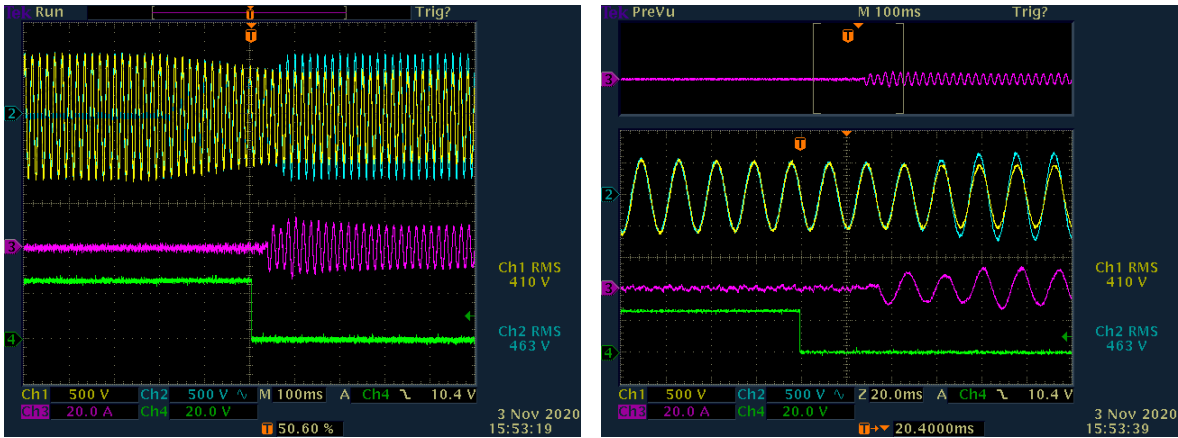 Tek Run Trig?
T
T
2
3
4
Ch1 RMS
410 V
Ch2 RMS
463 V
Ch1 500 V Ch2 500 V ∿ M 100ms A Ch4 ⤵ 10.4 V
Ch3 20.0 A Ch4 20.0 V
3 Nov 2020
T 50.60 % 15:53:19
Tek PreVu M 100ms Trig?
T
3
T
2
3
4
Ch1 RMS
410 V
Ch2 RMS
463 V
Ch1 500 V Ch2 500 V ∿ Z 20.0ms A Ch4 ⤵ 10.4 V
Ch3 20.0 A Ch4 20.0 V
3 Nov 2020
T→▼ 20.4000ms 15:53:39